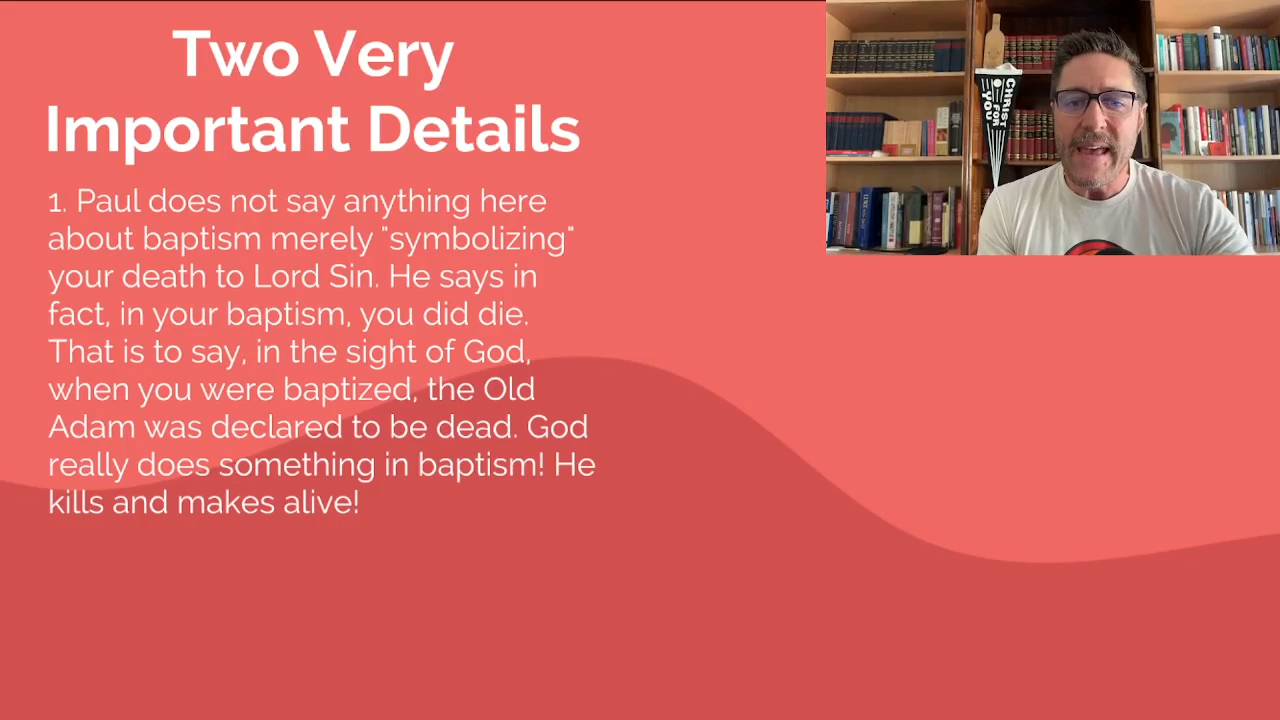 Two Very
Important Details
1. Paul does not say anything here
about baptism merely "symbolizing"
your death to Lord Sin. He says in
fact, in your baptism, you did die.
That is to say, in the sight of God,
when you were baptized, the Old
Adam was declared to be dead. God
really does something in baptism! He
kills and makes alive!
CHRIST
FOR
YOU